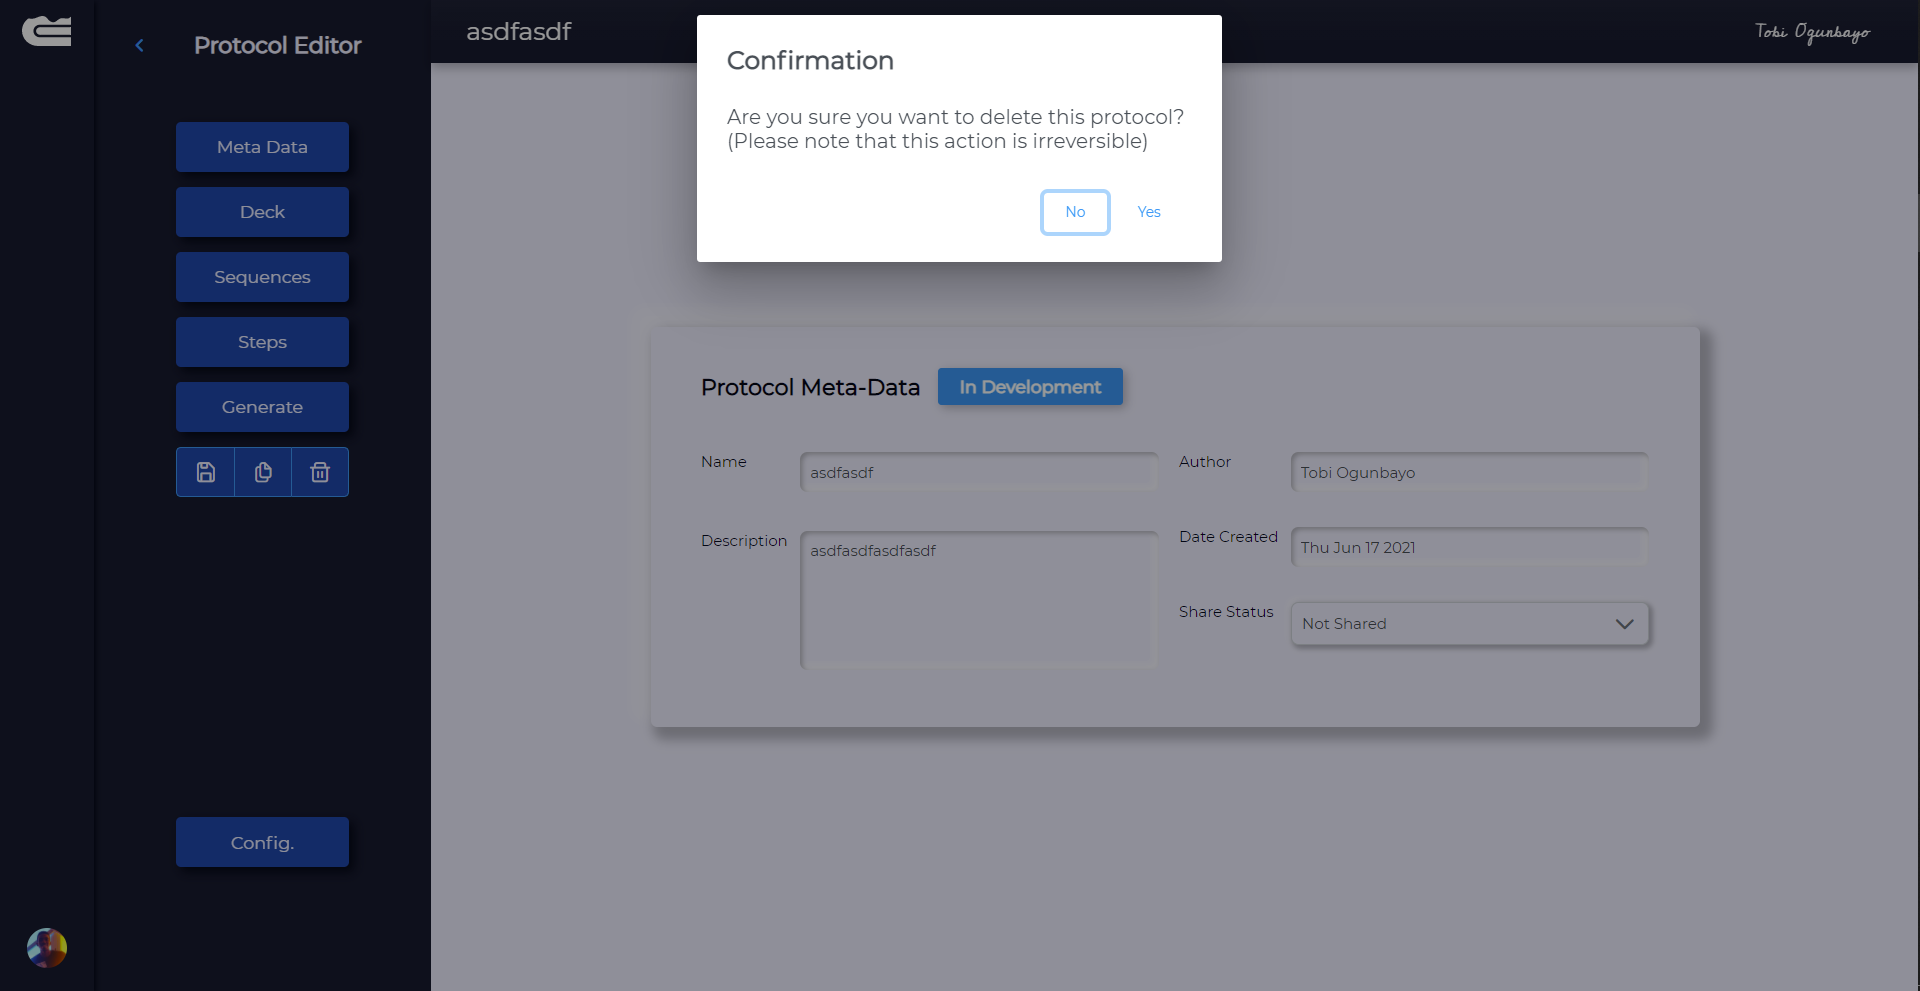 Protocol Editor
asdfasdf
Tobi Ogunbayo
Confirmation
Are you sure you want to delete this protocol?
(Please note that this action is irreversible)
No
Yes
Meta Data
Deck
Sequences
Steps
Generate
Config.
Protocol Meta-Data
In Development
Name
asdfasdf
Author
Tobi Ogunbayo
Description
asdfasdfasdfasdf
Date Created
Thu Jun 17 2021
Share Status
Not Shared